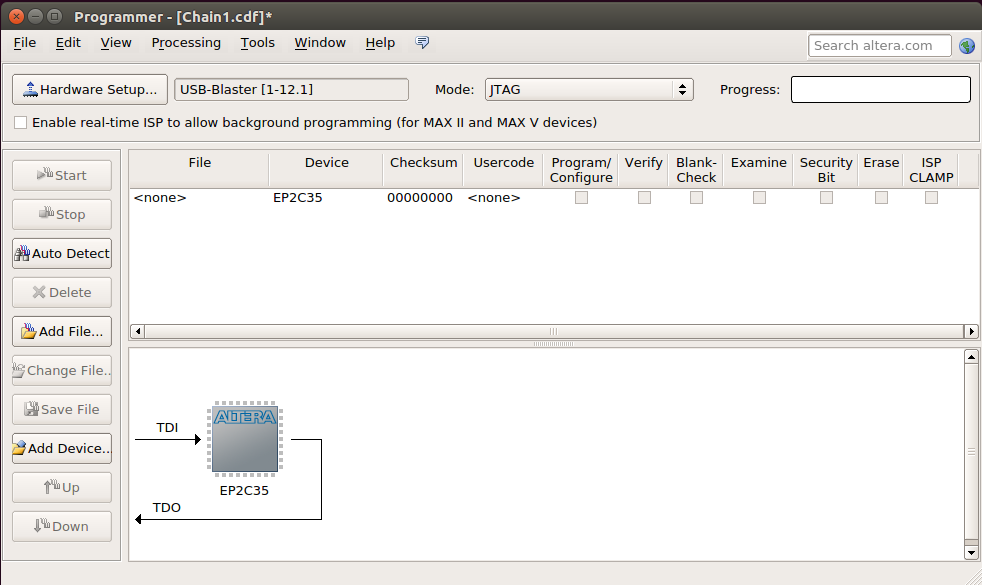 Programmer - [Chain1.cdf]*
File Edit View Processing Tools Window Help
Search altera.com
Hardware Setup... USB-Blaster [1-12.1] Mode: JTAG Progress:
Enable real-time ISP to allow background programming (for MAX II and MAX V devices)
Start
Stop
Auto Detect
Delete
Add File...
Change File..
Save File
Add Device..
Up
Down
File Device Checksum Usercode Program/ Verify Blank- Examine Security Erase ISP
Configure Check Bit CLAMP
<none> EP2C35 00000000 <none>
ALTERA
TDI
EP2C35
TDO